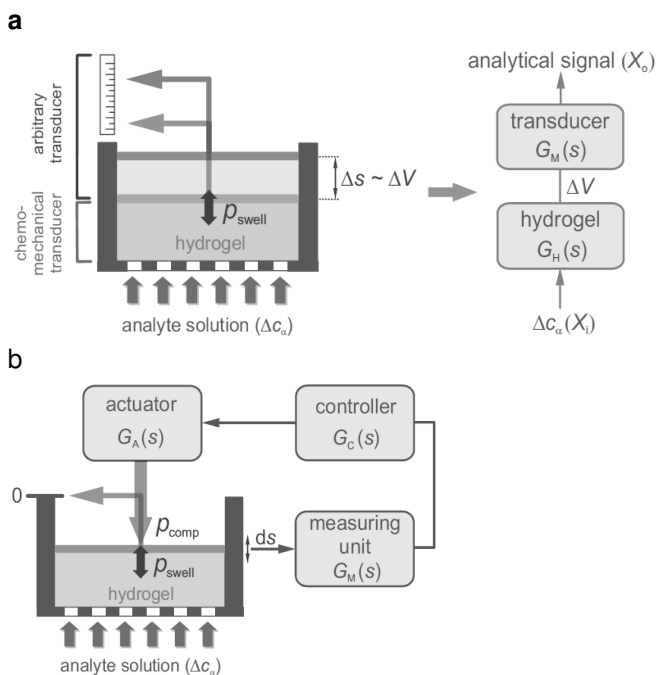 a
arbitrary
transducer
chemo-
mechanical
transducer
p swell
hydrogel
Δs ~ ΔV
analyte solution (Δcα)
analytical signal (Xo)
transducer
GM(s)
ΔV
hydrogel
GH(s)
Δcα(Xi)
b
actuator
GA(s)
controller
GC(s)
0
pcomp
pswell
hydrogel
ds
measuring
unit
GM(s)
analyte solution (Δcα)